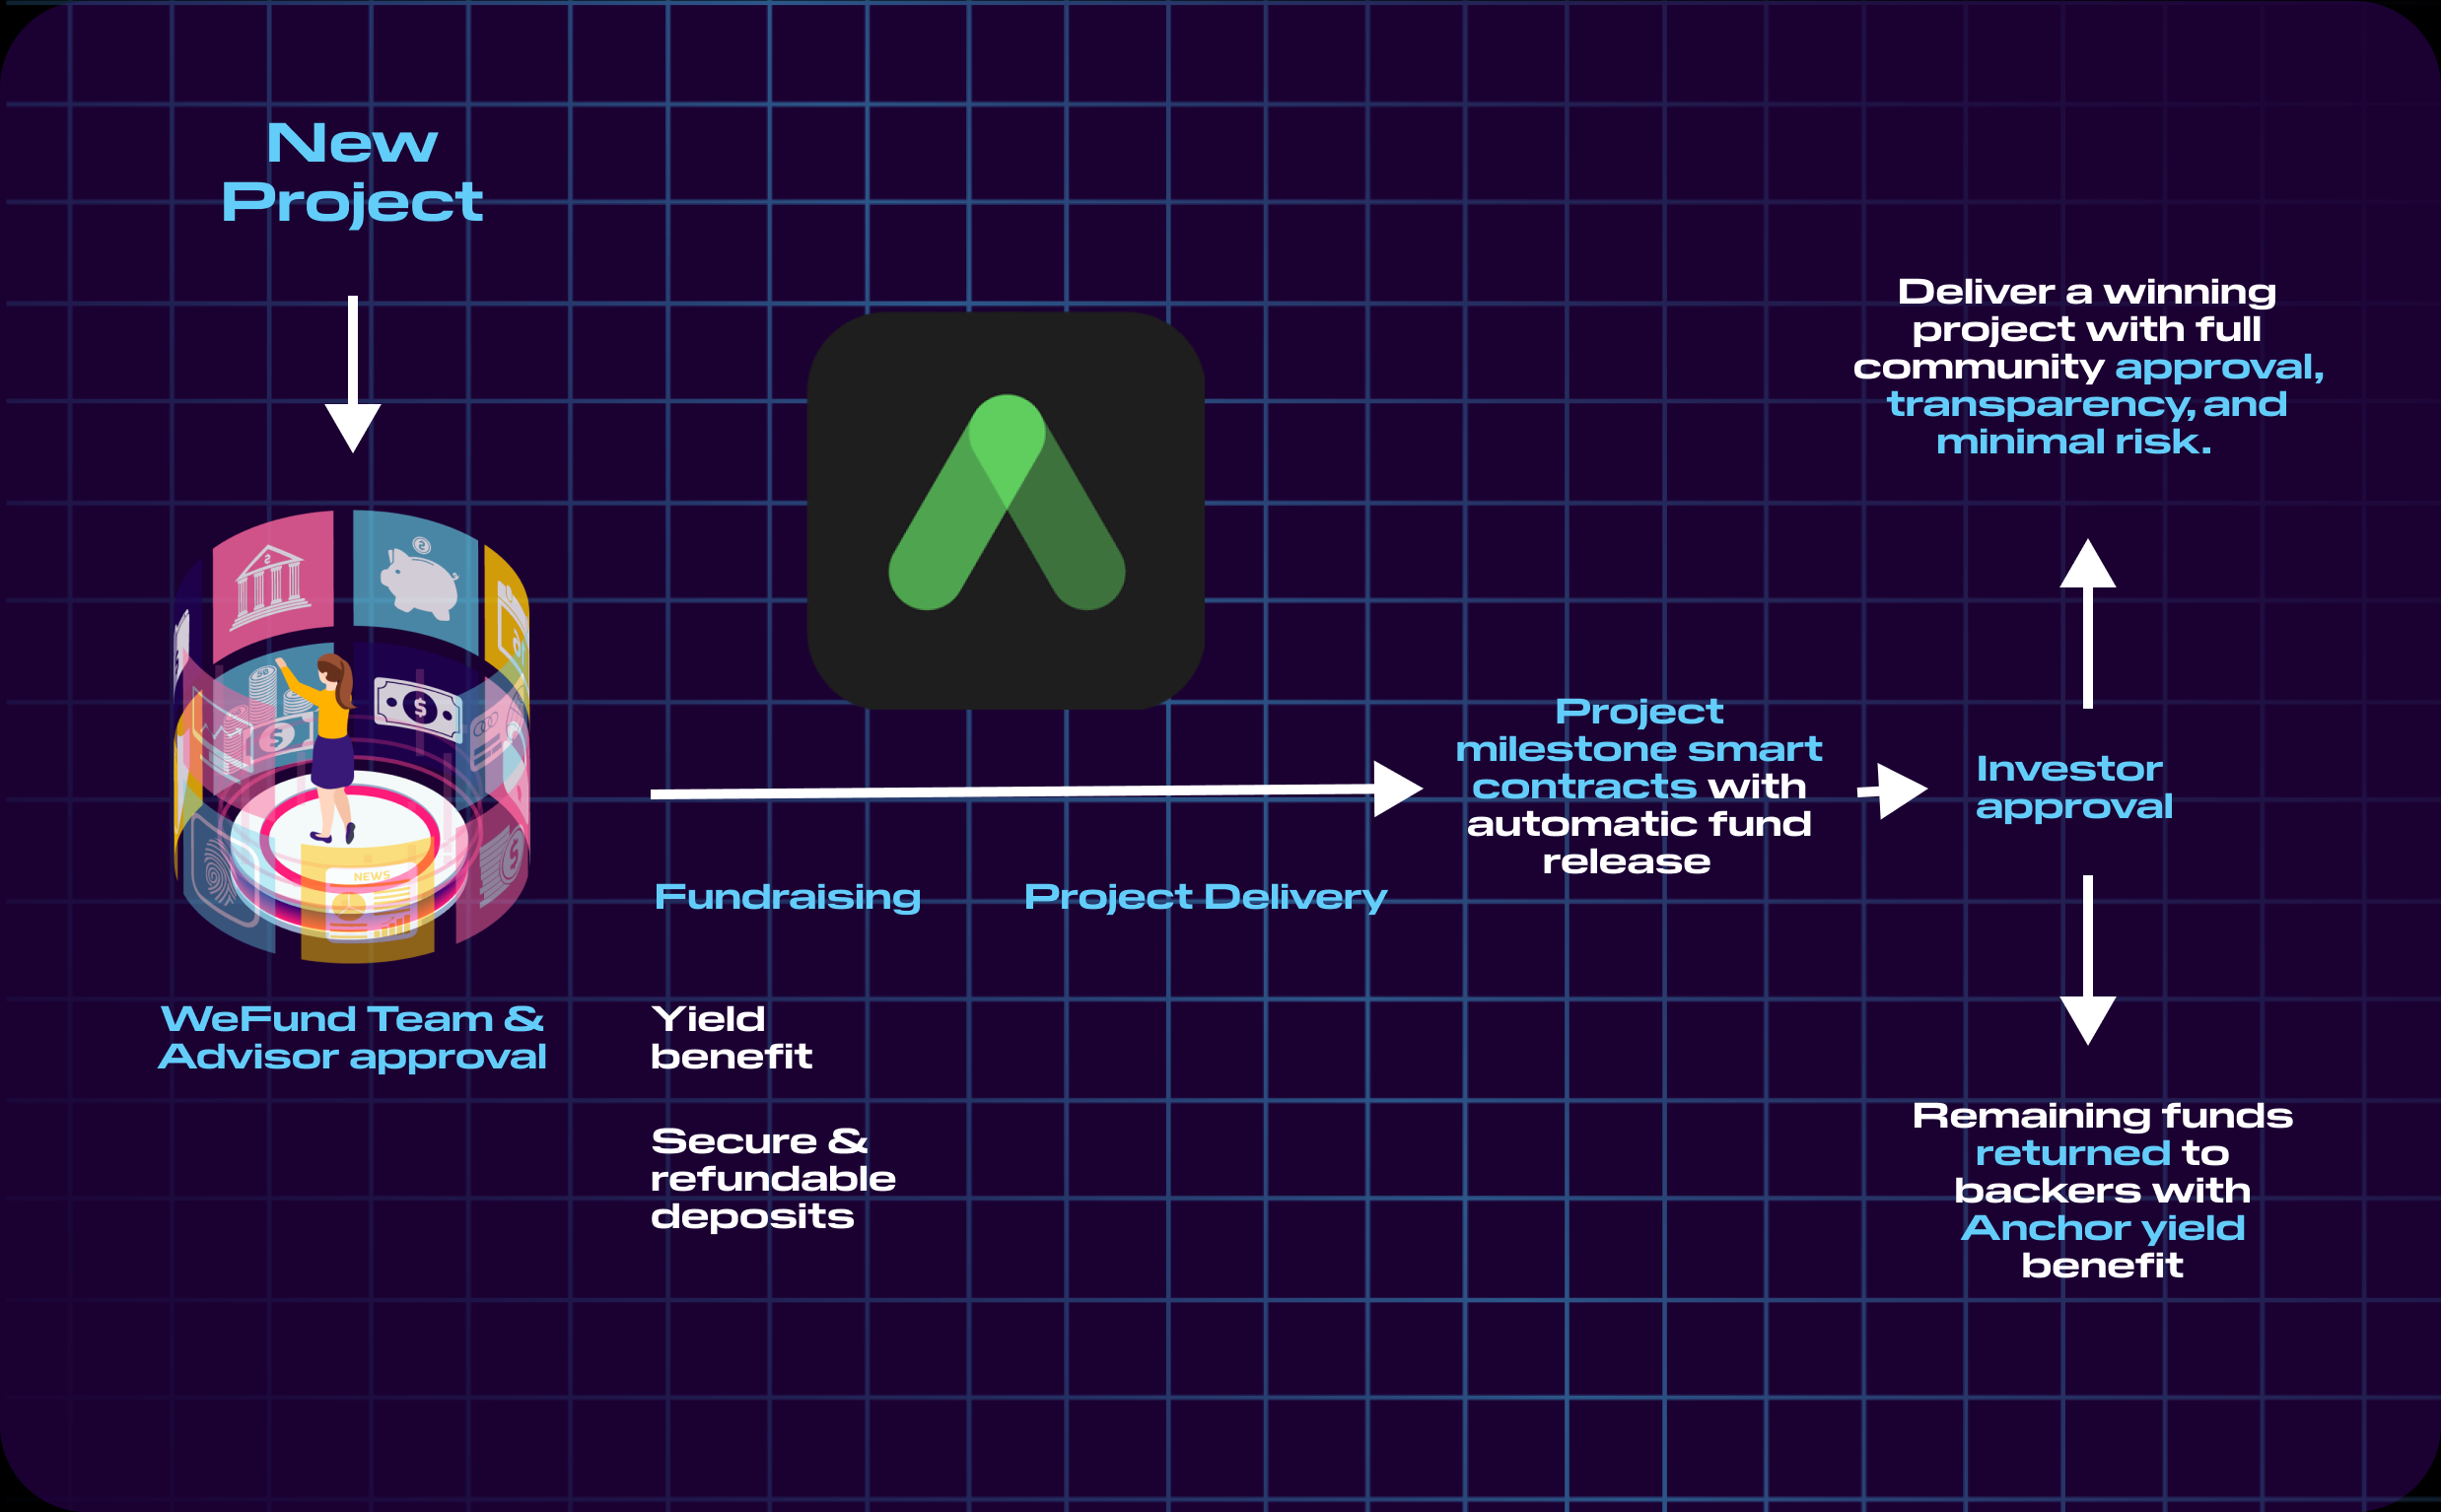 New
Project
NEWS
WeFund Team &
Advisor approval
Fundraising
Project Delivery
Yield
benefit
Secure &
refundable
deposits
Project
milestone smart
contracts with
automatic fund
release
Investor
approval
Deliver a winning
project with full
community approval,
transparency, and
minimal risk.
Remaining funds
returned to
backers with
Anchor yield
benefit